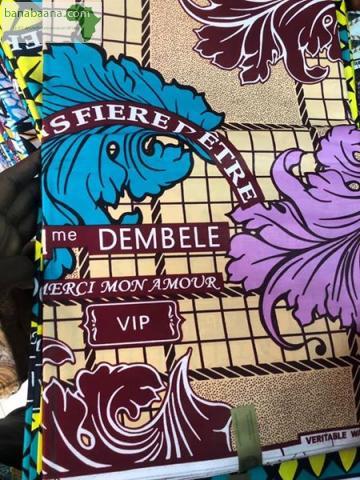 banabaana.com
S FIERE D'ETRE
me DEMBELE
MERCI MON AMOUR
VIP
VERITABLE W